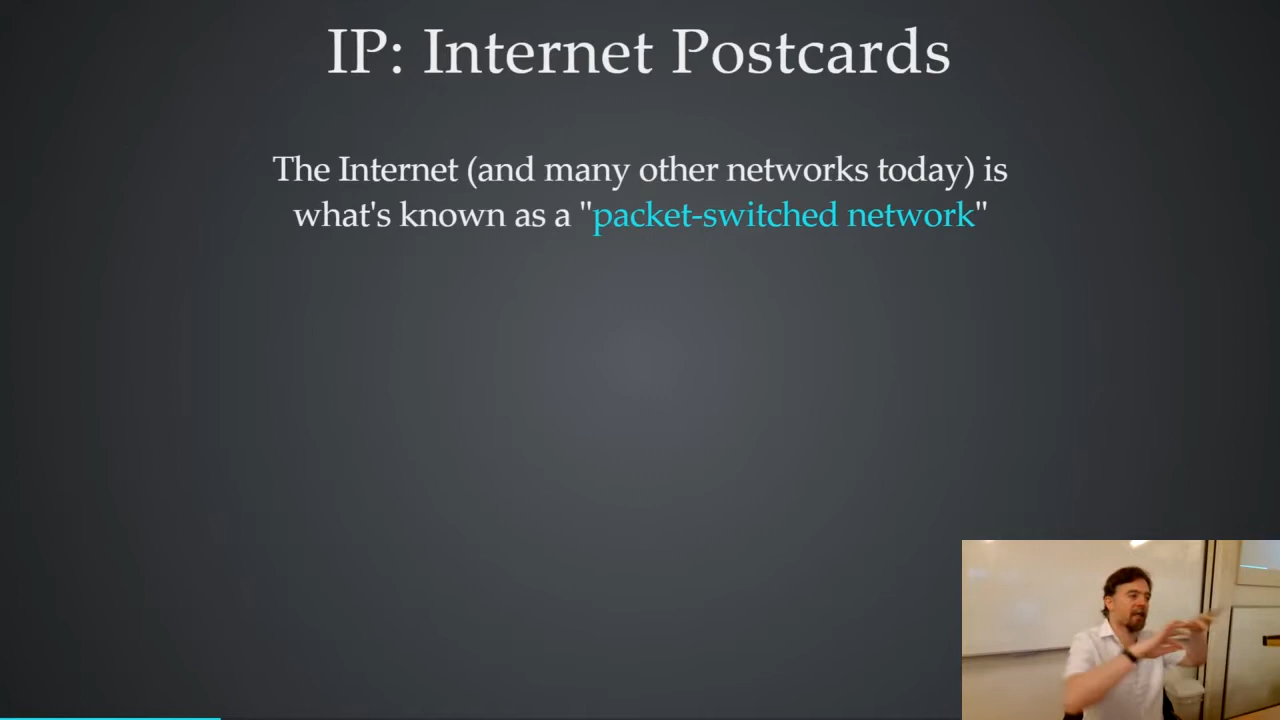 IP: Internet Postcards
The Internet (and many other networks today) is
what's known as a "packet-switched network"